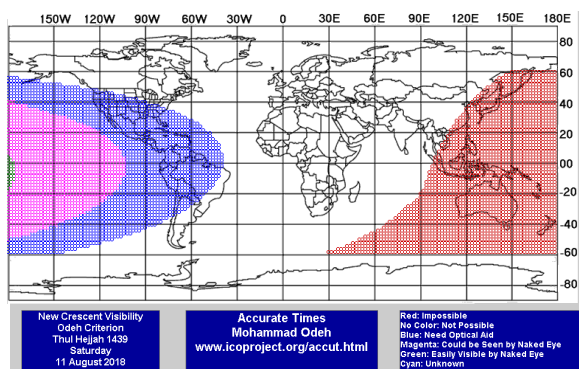 150W 120W 90W 60W 30W 0 30E 60E 90E 120E 150E 180E
80
60
40
20
00
-20
-40
-60
-80
New Crescent Visibility
Odeh Criterion
Thul Hejjah 1439
Saturday
11 August 2018
Accurate Times
Mohammad Odeh
www.icoproject.org/accut.html
Red: Impossible
No Color: Not Possible
Blue: Need Optical Aid
Magenta: Could be Seen by Naked Eye
Green: Easily Visible by Naked Eye
Cyan: Unknown